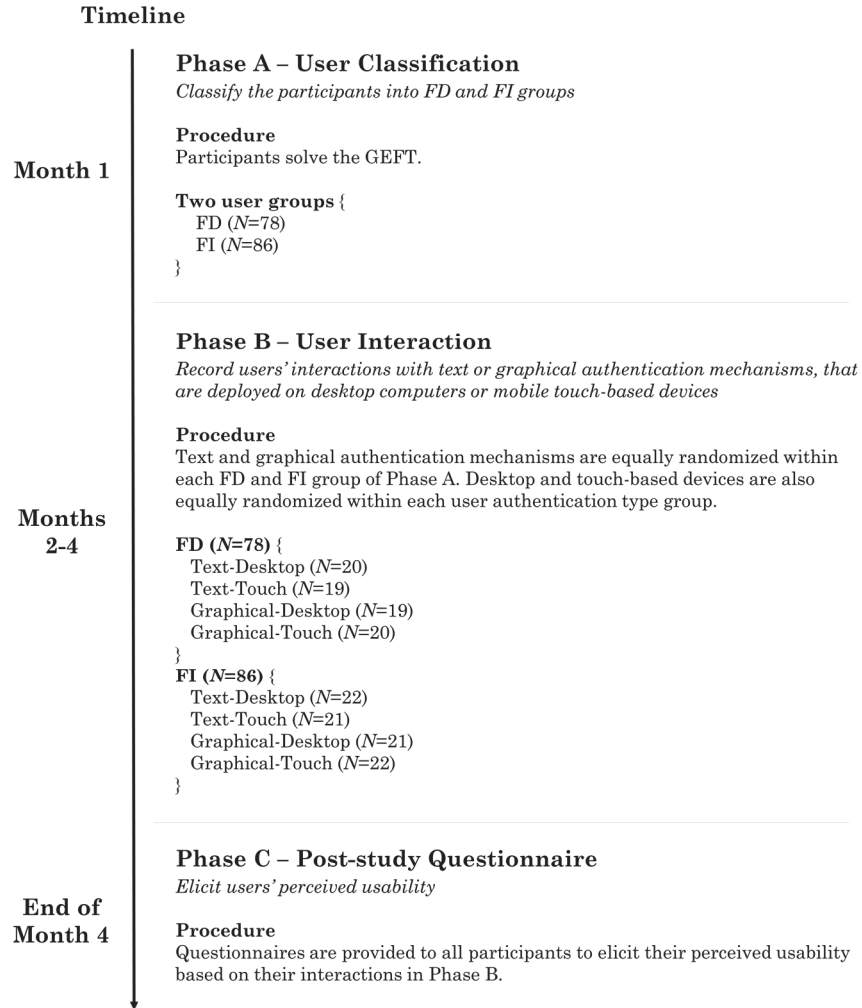 Timeline
Phase A – User Classification
Classify the participants into FD and FI groups
Procedure
Participants solve the GEFT.
Month 1
Two user groups {
FD (N=78)
FI (N=86)
}
Phase B – User Interaction
Record users' interactions with text or graphical authentication mechanisms, that
are deployed on desktop computers or mobile touch-based devices
Procedure
Text and graphical authentication mechanisms are equally randomized within
each FD and FI group of Phase A. Desktop and touch-based devices are also
equally randomized within each user authentication type group.
Months
2-4
FD (N=78) {
Text-Desktop (N=20)
Text-Touch (N=19)
Graphical-Desktop (N=19)
Graphical-Touch (N=20)
}
FI (N=86) {
Text-Desktop (N=22)
Text-Touch (N=21)
Graphical-Desktop (N=21)
Graphical-Touch (N=22)
}
Phase C – Post-study Questionnaire
Elicit users' perceived usability
End of
Month 4
Procedure
Questionnaires are provided to all participants to elicit their perceived usability
based on their interactions in Phase B.